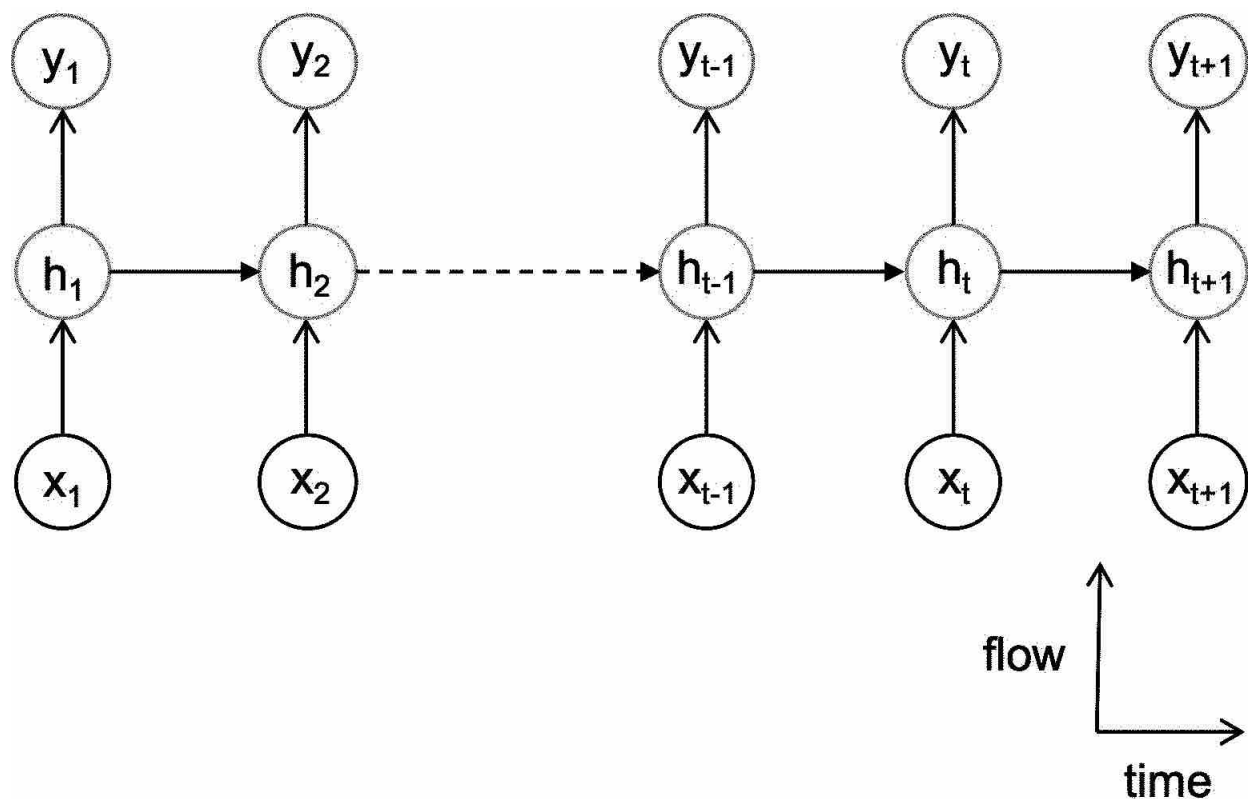 y₁ y₂ yₜ₋₁ yₜ yₜ₊₁
h₁ h₂ hₜ₋₁ hₜ hₜ₊₁
x₁ x₂ xₜ₋₁ xₜ xₜ₊₁
flow
time